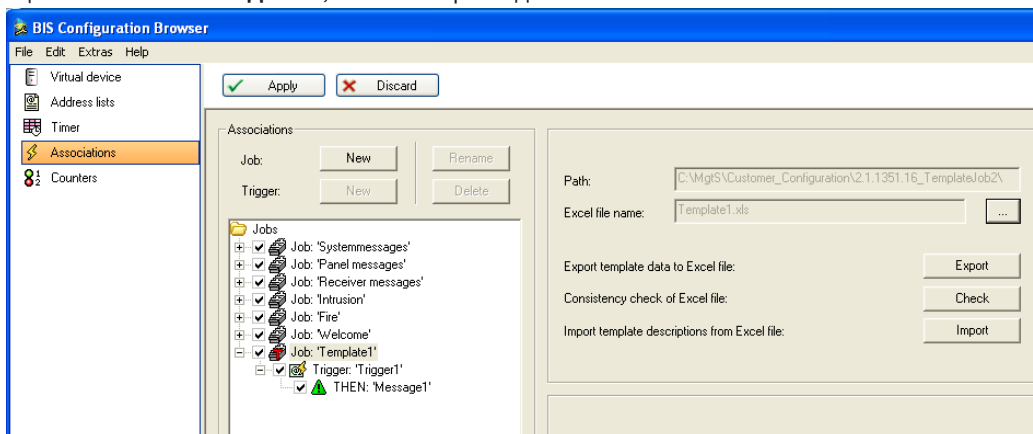 BIS Configuration Browser
File Edit Extras Help
Virtual device
Address lists
Timer
Associations
Counters
Apply
Discard
Associations
Job:
New
Rename
Trigger:
New
Delete
Jobs
Job: 'Systemmessages'
Job: 'Panel messages'
Job: 'Receiver messages'
Job: 'Intrusion'
Job: 'Fire'
Job: 'Welcome'
Job: 'Template1'
Trigger: 'Trigger1'
THEN: 'Message1'
Path:
C:\MgtS\Customer_Configuration\2.1.1351.16_TemplateJob2\
Excel file name:
Template1.xls
...
Export template data to Excel file:
Export
Consistency check of Excel file:
Check
Import template descriptions from Excel file:
Import